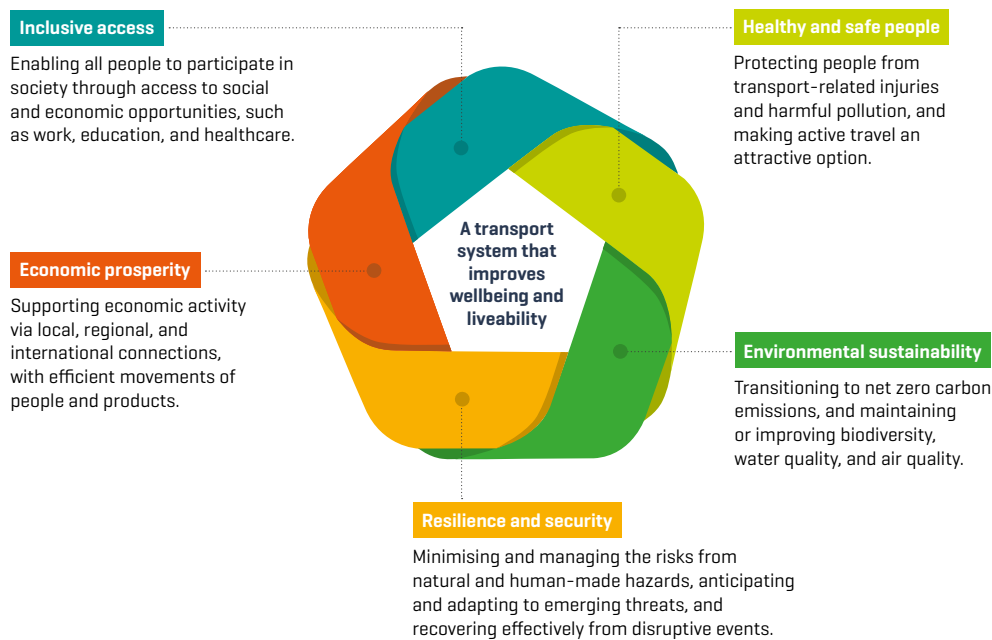 Inclusive access
Enabling all people to participate in
society through access to social
and economic opportunities, such
as work, education, and healthcare.
Healthy and safe people
Protecting people from
transport-related injuries
and harmful pollution, and
making active travel an
attractive option.
A transport
system that
improves
wellbeing and
liveability
Economic prosperity
Supporting economic activity
via local, regional, and
international connections,
with efficient movements of
people and products.
Environmental sustainability
Transitioning to net zero carbon
emissions, and maintaining
or improving biodiversity,
water quality, and air quality.
Resilience and security
Minimising and managing the risks from
natural and human-made hazards, anticipating
and adapting to emerging threats, and
recovering effectively from disruptive events.